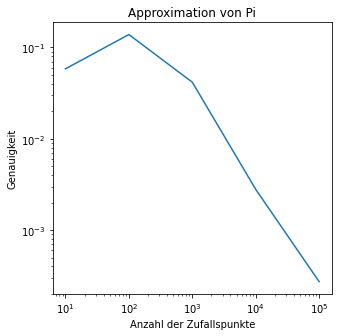 Approximation von Pi
Genauigkeit
10⁻¹
10⁻²
10⁻³
10¹ 10² 10³ 10⁴ 10⁵
Anzahl der Zufallspunkte